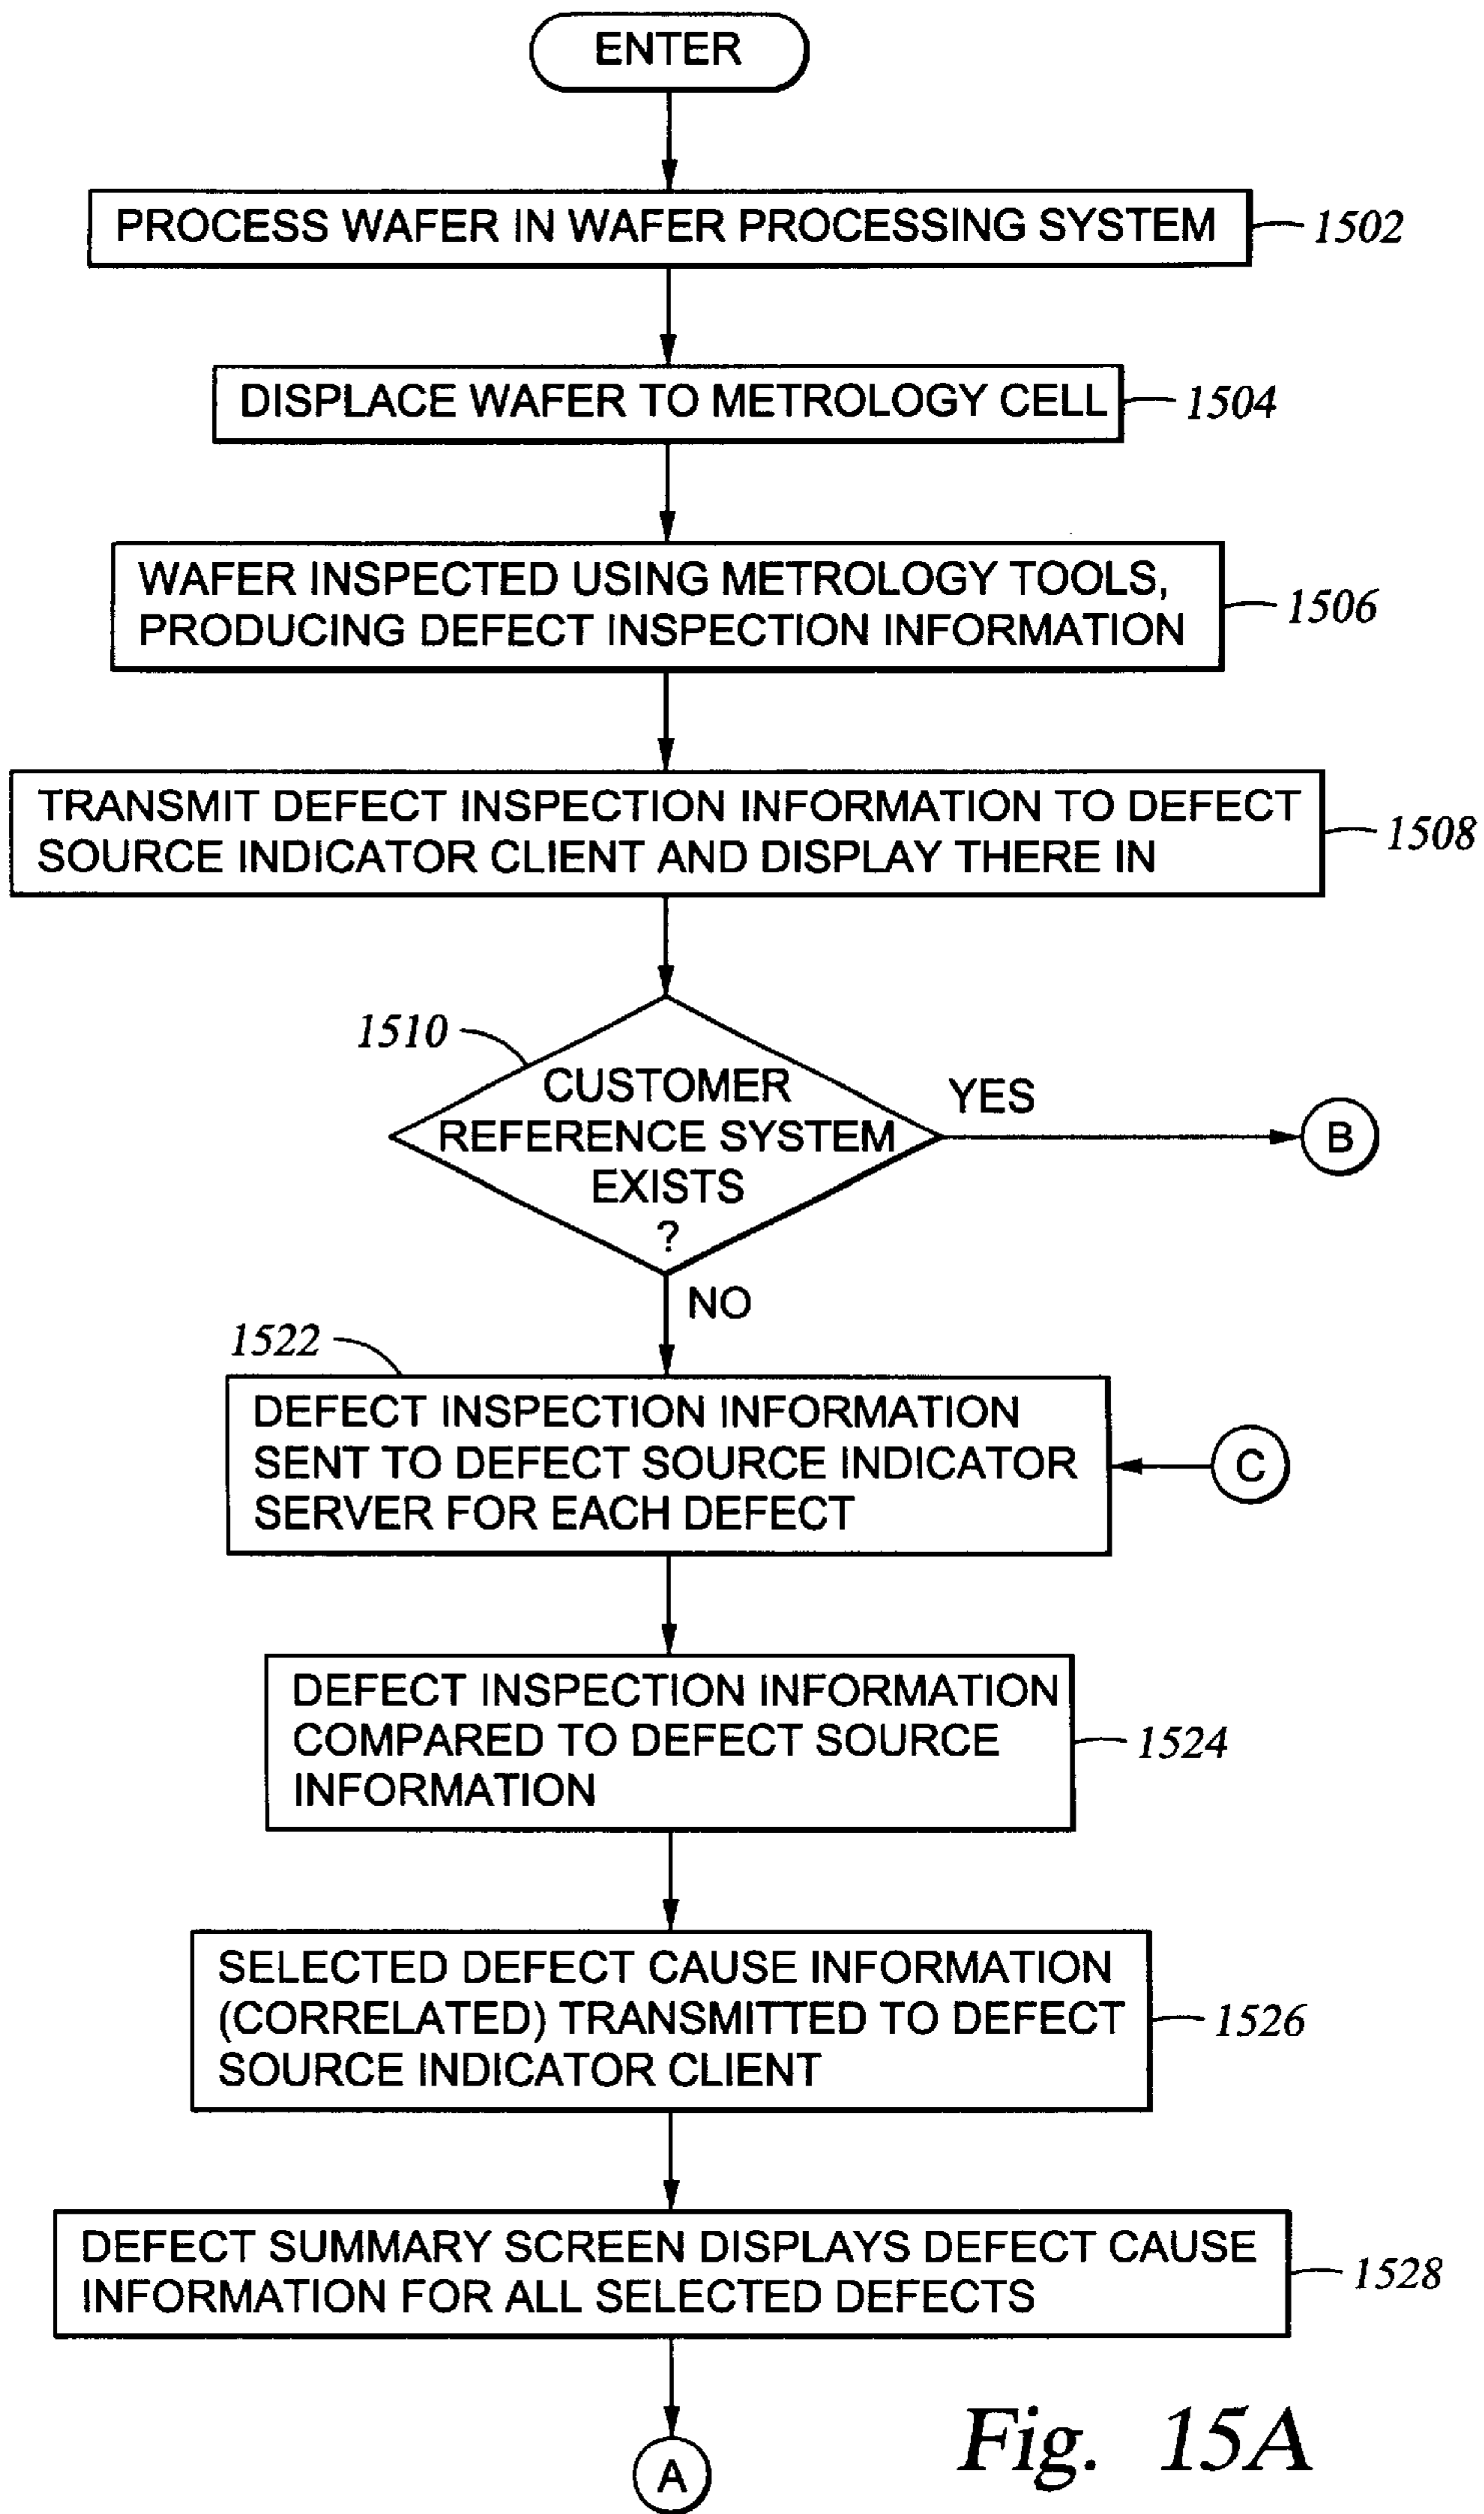 ENTER
PROCESS WAFER IN WAFER PROCESSING SYSTEM
1502
DISPLACE WAFER TO METROLOGY CELL
1504
WAFER INSPECTED USING METROLOGY TOOLS,
PRODUCING DEFECT INSPECTION INFORMATION
1506
TRANSMIT DEFECT INSPECTION INFORMATION TO DEFECT
SOURCE INDICATOR CLIENT AND DISPLAY THERE IN
1508
1510
CUSTOMER
REFERENCE SYSTEM
EXISTS
?
YES
B
NO
1522
DEFECT INSPECTION INFORMATION
SENT TO DEFECT SOURCE INDICATOR
SERVER FOR EACH DEFECT
C
DEFECT INSPECTION INFORMATION
COMPARED TO DEFECT SOURCE
INFORMATION
1524
SELECTED DEFECT CAUSE INFORMATION
(CORRELATED) TRANSMITTED TO DEFECT
SOURCE INDICATOR CLIENT
1526
DEFECT SUMMARY SCREEN DISPLAYS DEFECT CAUSE
INFORMATION FOR ALL SELECTED DEFECTS
1528
A
Fig. 15A